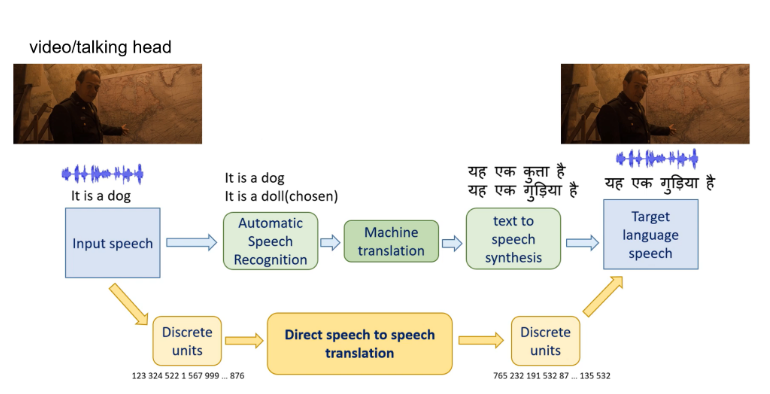 video/talking head
It is a dog
It is a dog
It is a doll(chosen)
यह एक कुत्ता है
यह एक गुड़िया है
यह एक गुड़िया है
Input speech
Automatic
Speech
Recognition
Machine
translation
text to
speech
synthesis
Target
language
speech
Discrete
units
Direct speech to speech
translation
Discrete
units
123 324 522 1 567 999 ... 876
765 232 191 532 87 ... 135 532